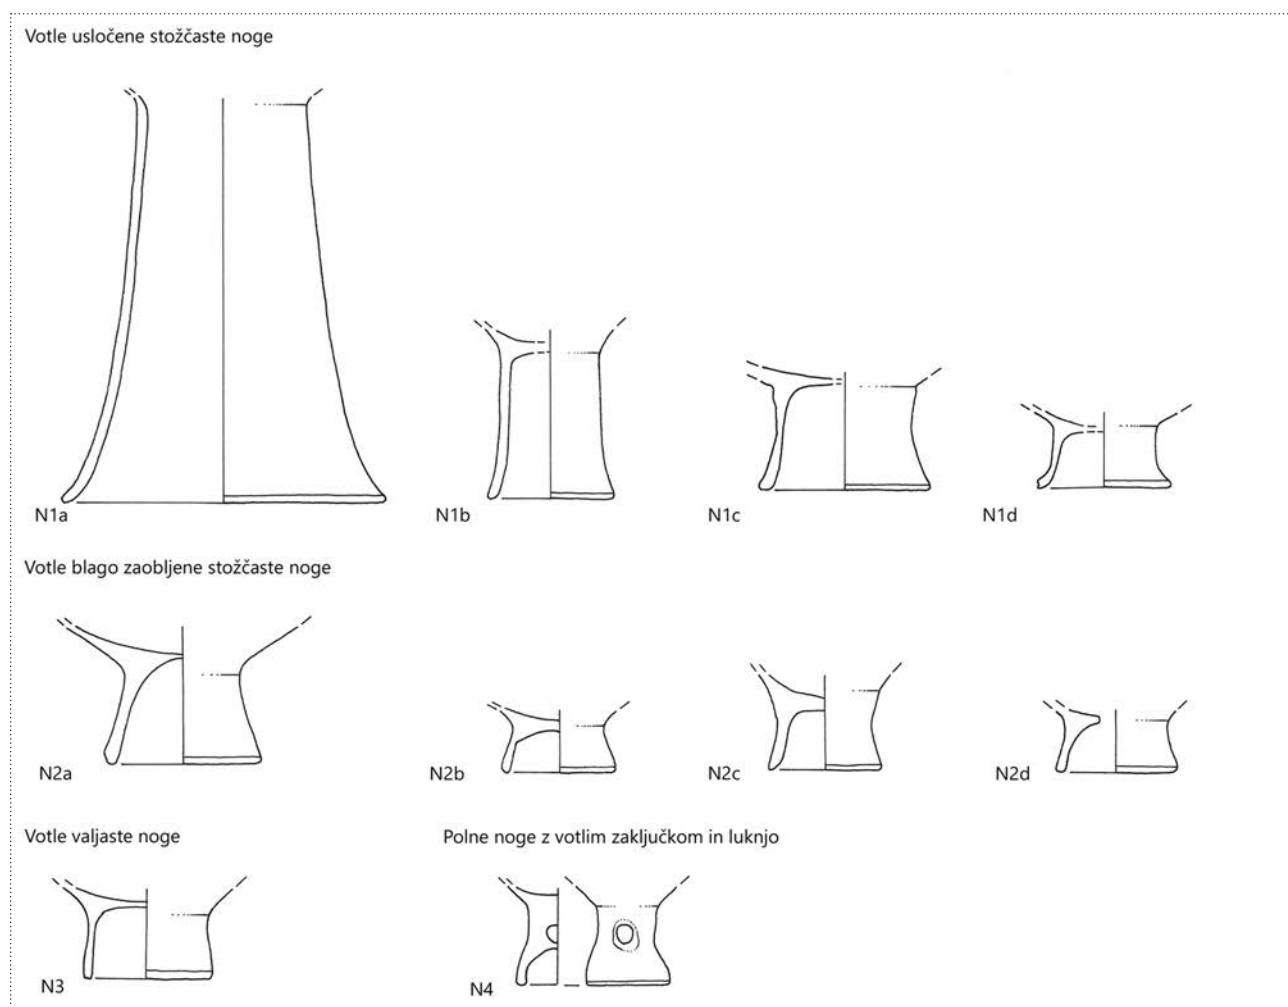 Votle usločene stožčaste noge
N1a N1b N1c N1d
Votle blago zaobljene stožčaste noge
N2a N2b N2c N2d
Votle valjaste noge Polne noge z votlim zaključkom in luknjo
N3 N4